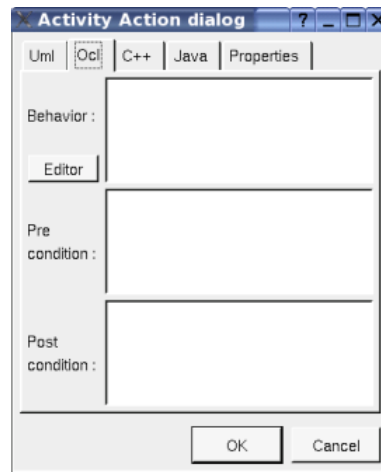 Activity Action dialog
Uml Ocl C++ Java Properties
Behavior :
Editor
Pre
condition :
Post
condition :
OK Cancel